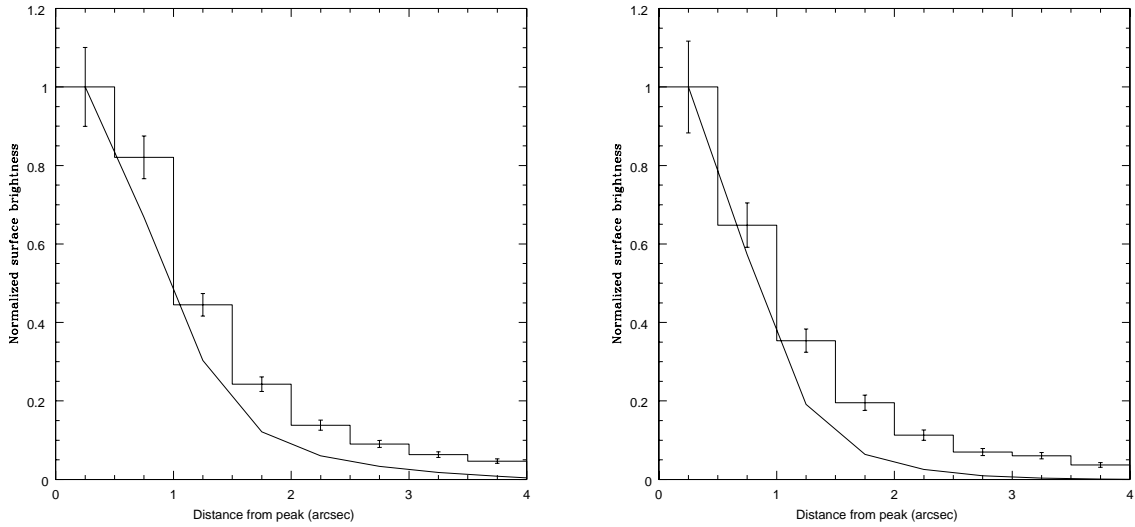 1.2
1
0.8
0.6
0.4
0.2
0
Normalized surface brightness
0 1 2 3 4
Distance from peak (arcsec)
1.2
1
0.8
0.6
0.4
0.2
0
Normalized surface brightness
0 1 2 3 4
Distance from peak (arcsec)